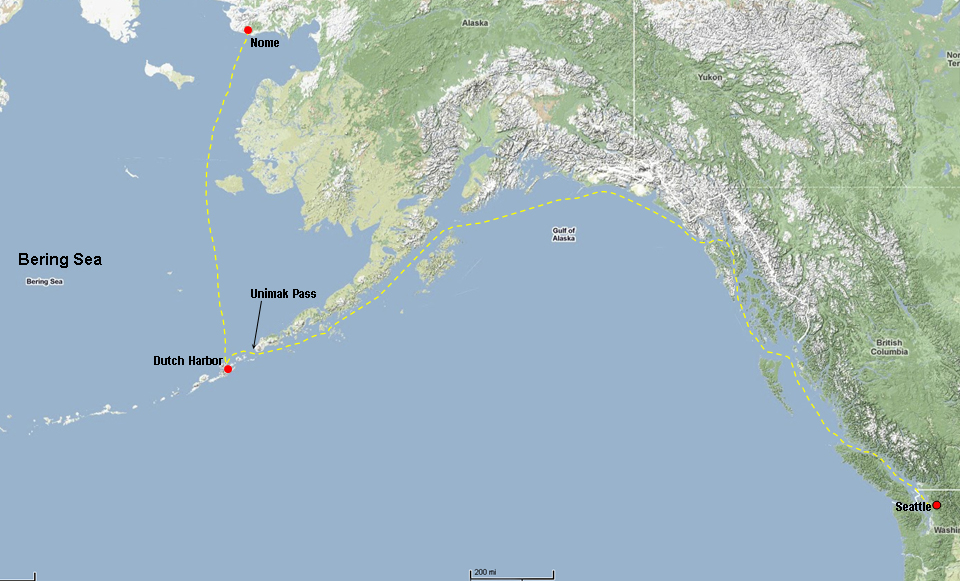 Alaska
Nome
Yukon
Gulf of
Alaska
Bering Sea
Bering Sea
Unimak Pass
Dutch Harbor
British
Columbia
Seattle
200 mi